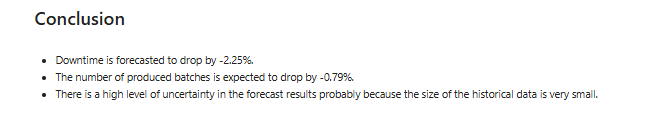 Conclusion
• Downtime is forecasted to drop by -2.25%.
• The number of produced batches is expected to drop by -0.79%.
• There is a high level of uncertainty in the forecast results probably because the size of the historical data is very small.